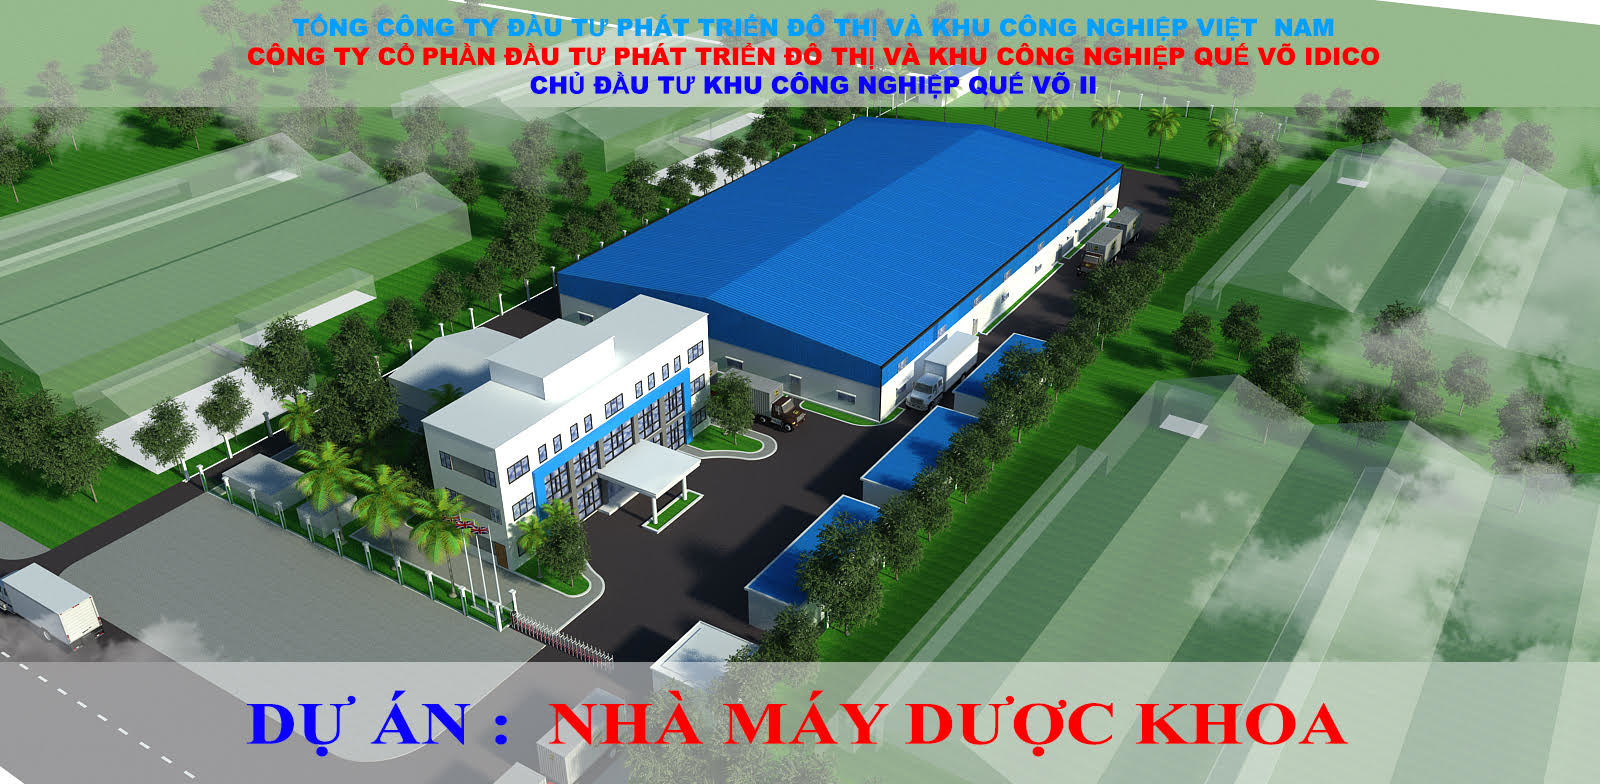 TỔNG CÔNG TY ĐẦU TƯ PHÁT TRIỂN ĐÔ THỊ VÀ KHU CÔNG NGHIỆP VIỆT NAM
CÔNG TY CỔ PHẦN ĐẦU TƯ PHÁT TRIỂN ĐÔ THỊ VÀ KHU CÔNG NGHIỆP QUẾ VÕ IDICO
CHỦ ĐẦU TƯ KHU CÔNG NGHIỆP QUẾ VÕ II
DỰ ÁN : NHÀ MÁY DƯỢC KHOA